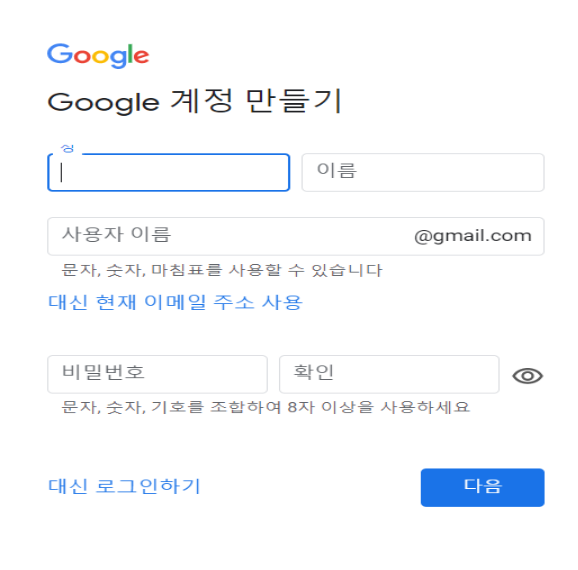 Google
Google 계정 만들기
성
이름
사용자 이름 @gmail.com
문자, 숫자, 마침표를 사용할 수 있습니다
대신 현재 이메일 주소 사용
비밀번호 확인
문자, 숫자, 기호를 조합하여 8자 이상을 사용하세요
대신 로그인하기 다음